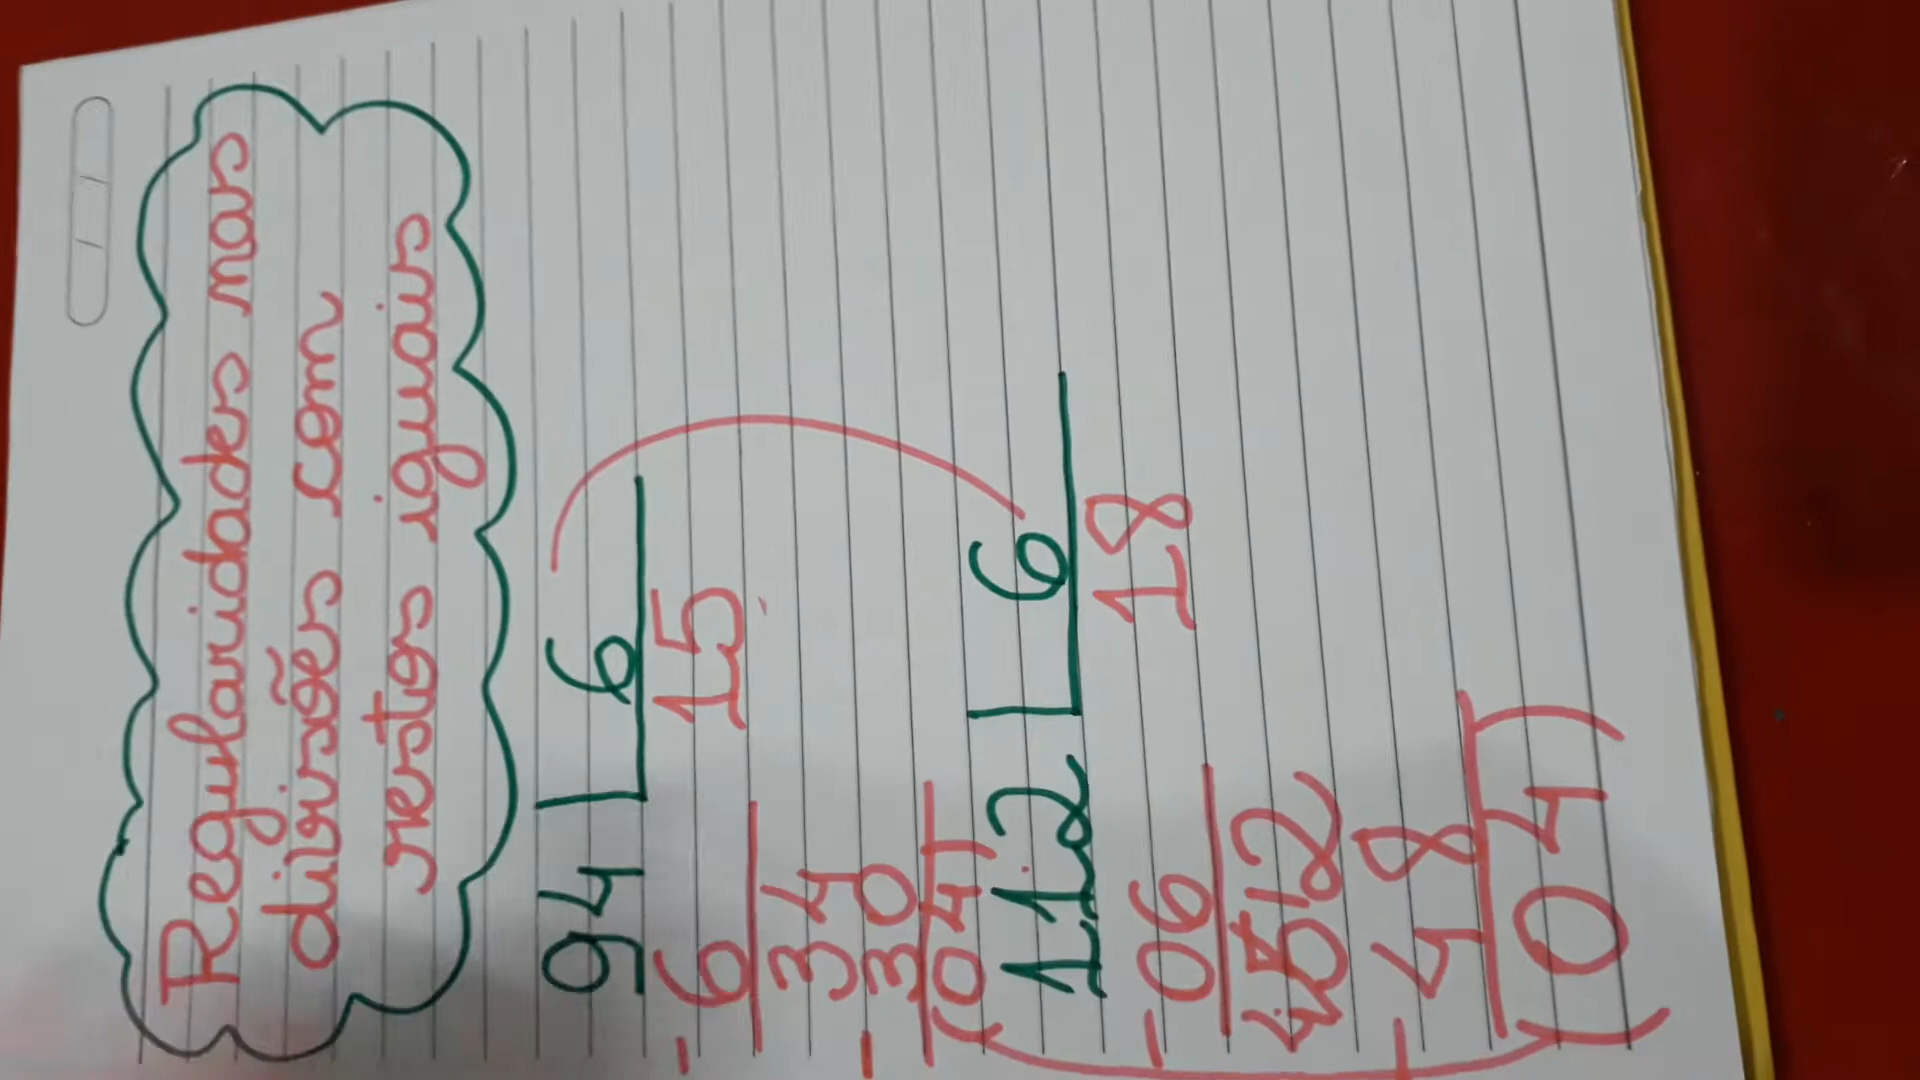 Regularidades nas
divisões com
restos iguais
94 | 6
- 6 15
34
- 30
(04)
112 | 6
- 06 18
52
- 48
(04)